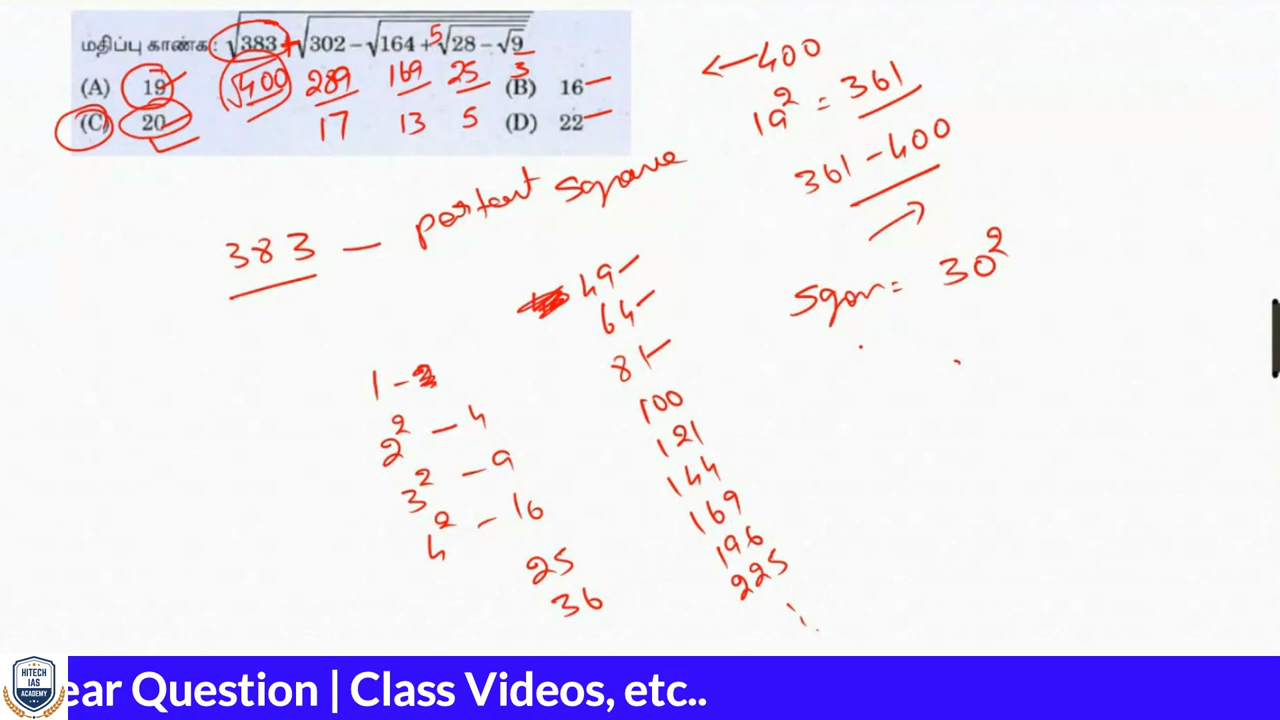 மதிப்பு காண்க: √383 + √302 − √164 + √28 − √9
5
(A) 19 √400 289 169 25 3 (B) 16
(C) 20 17 13 5 (D) 22
← 400
19² = 361
361 - 400
383 — perfect square
squr = 30²
1 -
2² - 4
3² - 9
4² - 16
25
36
49
64
81
100
121
144
169
196
225
HITECH
IAS
ACADEMY
ear Question | Class Videos, etc..